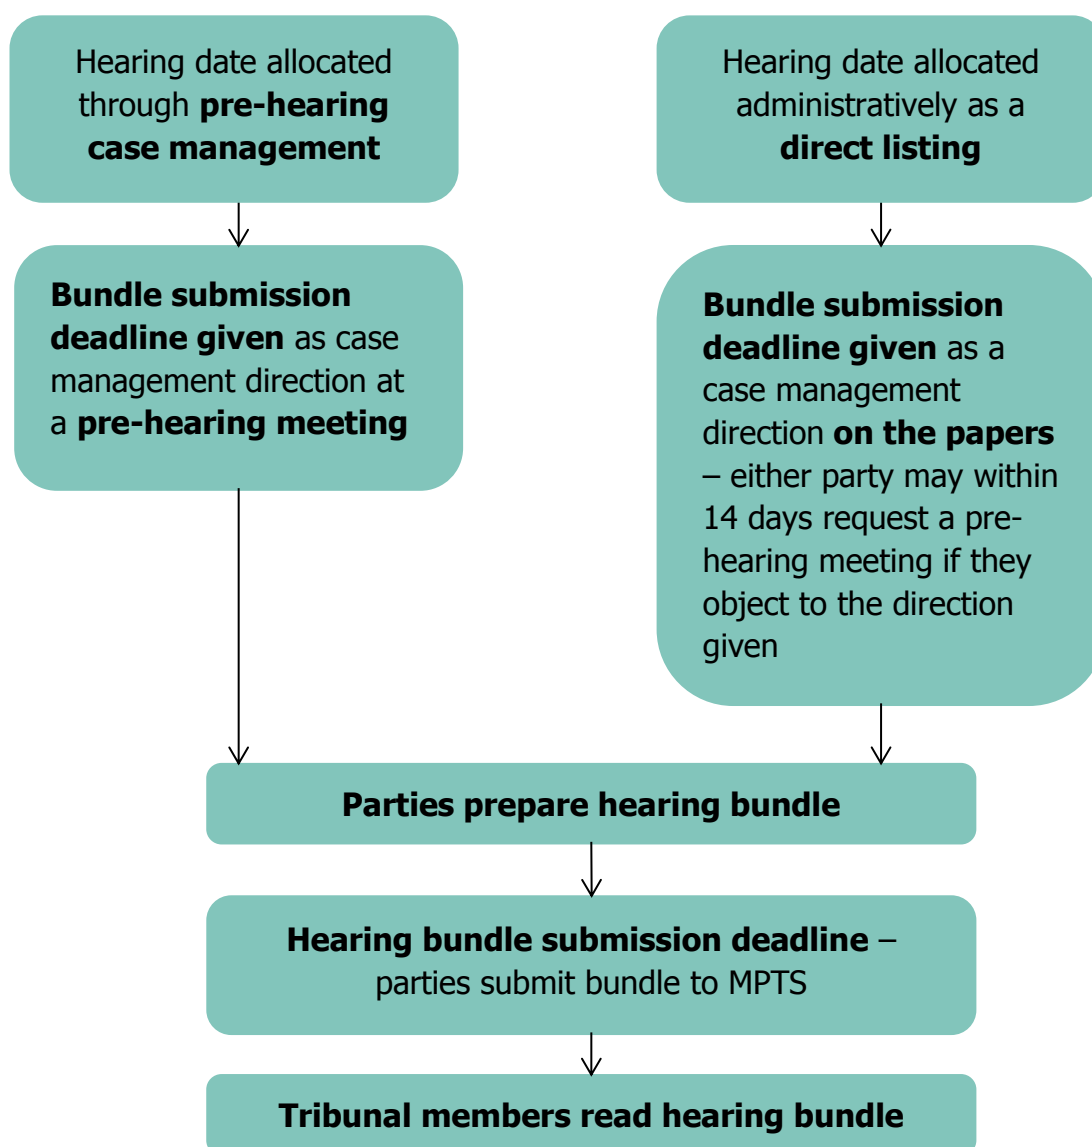 Hearing date allocated
through pre-hearing
case management
Hearing date allocated
administratively as a
direct listing
Bundle submission
deadline given as case
management direction at
a pre-hearing meeting
Bundle submission
deadline given as a
case management
direction on the papers
– either party may within
14 days request a pre-
hearing meeting if they
object to the direction
given
Parties prepare hearing bundle
Hearing bundle submission deadline –
parties submit bundle to MPTS
Tribunal members read hearing bundle